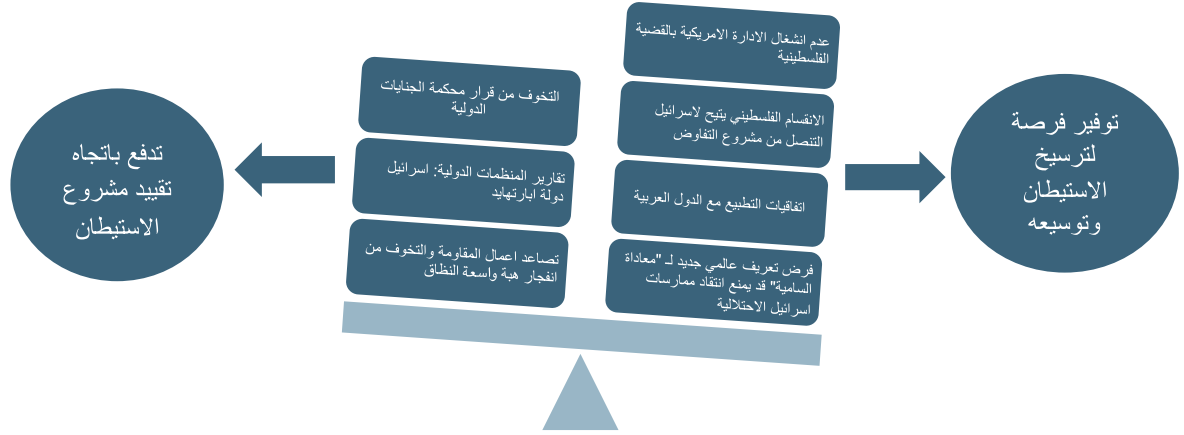 توفير فرصة
لترسيخ
الاستيطان
وتوسيعه
عدم انشغال الادارة الامريكية بالقضية
الفلسطينية
الانقسام الفلسطيني يتيح لاسرائيل
التنصل من مشروع التفاوض
اتفاقيات التطبيع مع الدول العربية
فرض تعريف عالمي جديد لـ "معاداة
السامية" قد يمنع انتقاد ممارسات
اسرائيل الاحتلالية
التخوف من قرار محكمة الجنايات
الدولية
تقارير المنظمات الدولية: اسرائيل
دولة ابارتهايد
تصاعد اعمال المقاومة والتخوف من
انفجار هبة واسعة النظاق
تدفع باتجاه
تقييد مشروع
الاستيطان